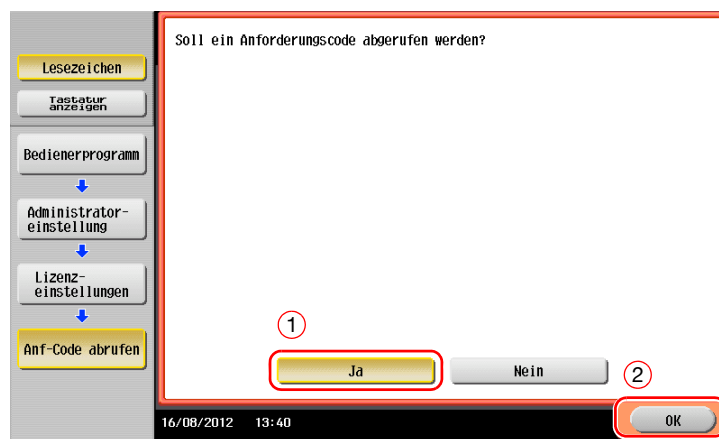 Soll ein Anforderungscode abgerufen werden?
Lesezeichen
Tastatur
anzeigen
Bedienerprogramm
Administrator-
einstellung
Lizenz-
einstellungen
Anf-Code abrufen
1
Ja
Nein
2
16/08/2012 13:40
OK